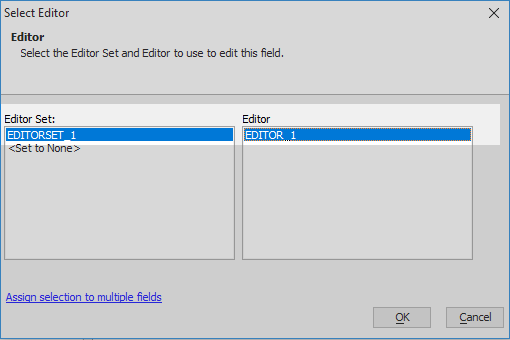 Select Editor
Editor
Select the Editor Set and Editor to use to edit this field.
Editor Set:
Editor
EDITORSET_1
EDITOR_1
<Set to None>
Assign selection to multiple fields
OK
Cancel